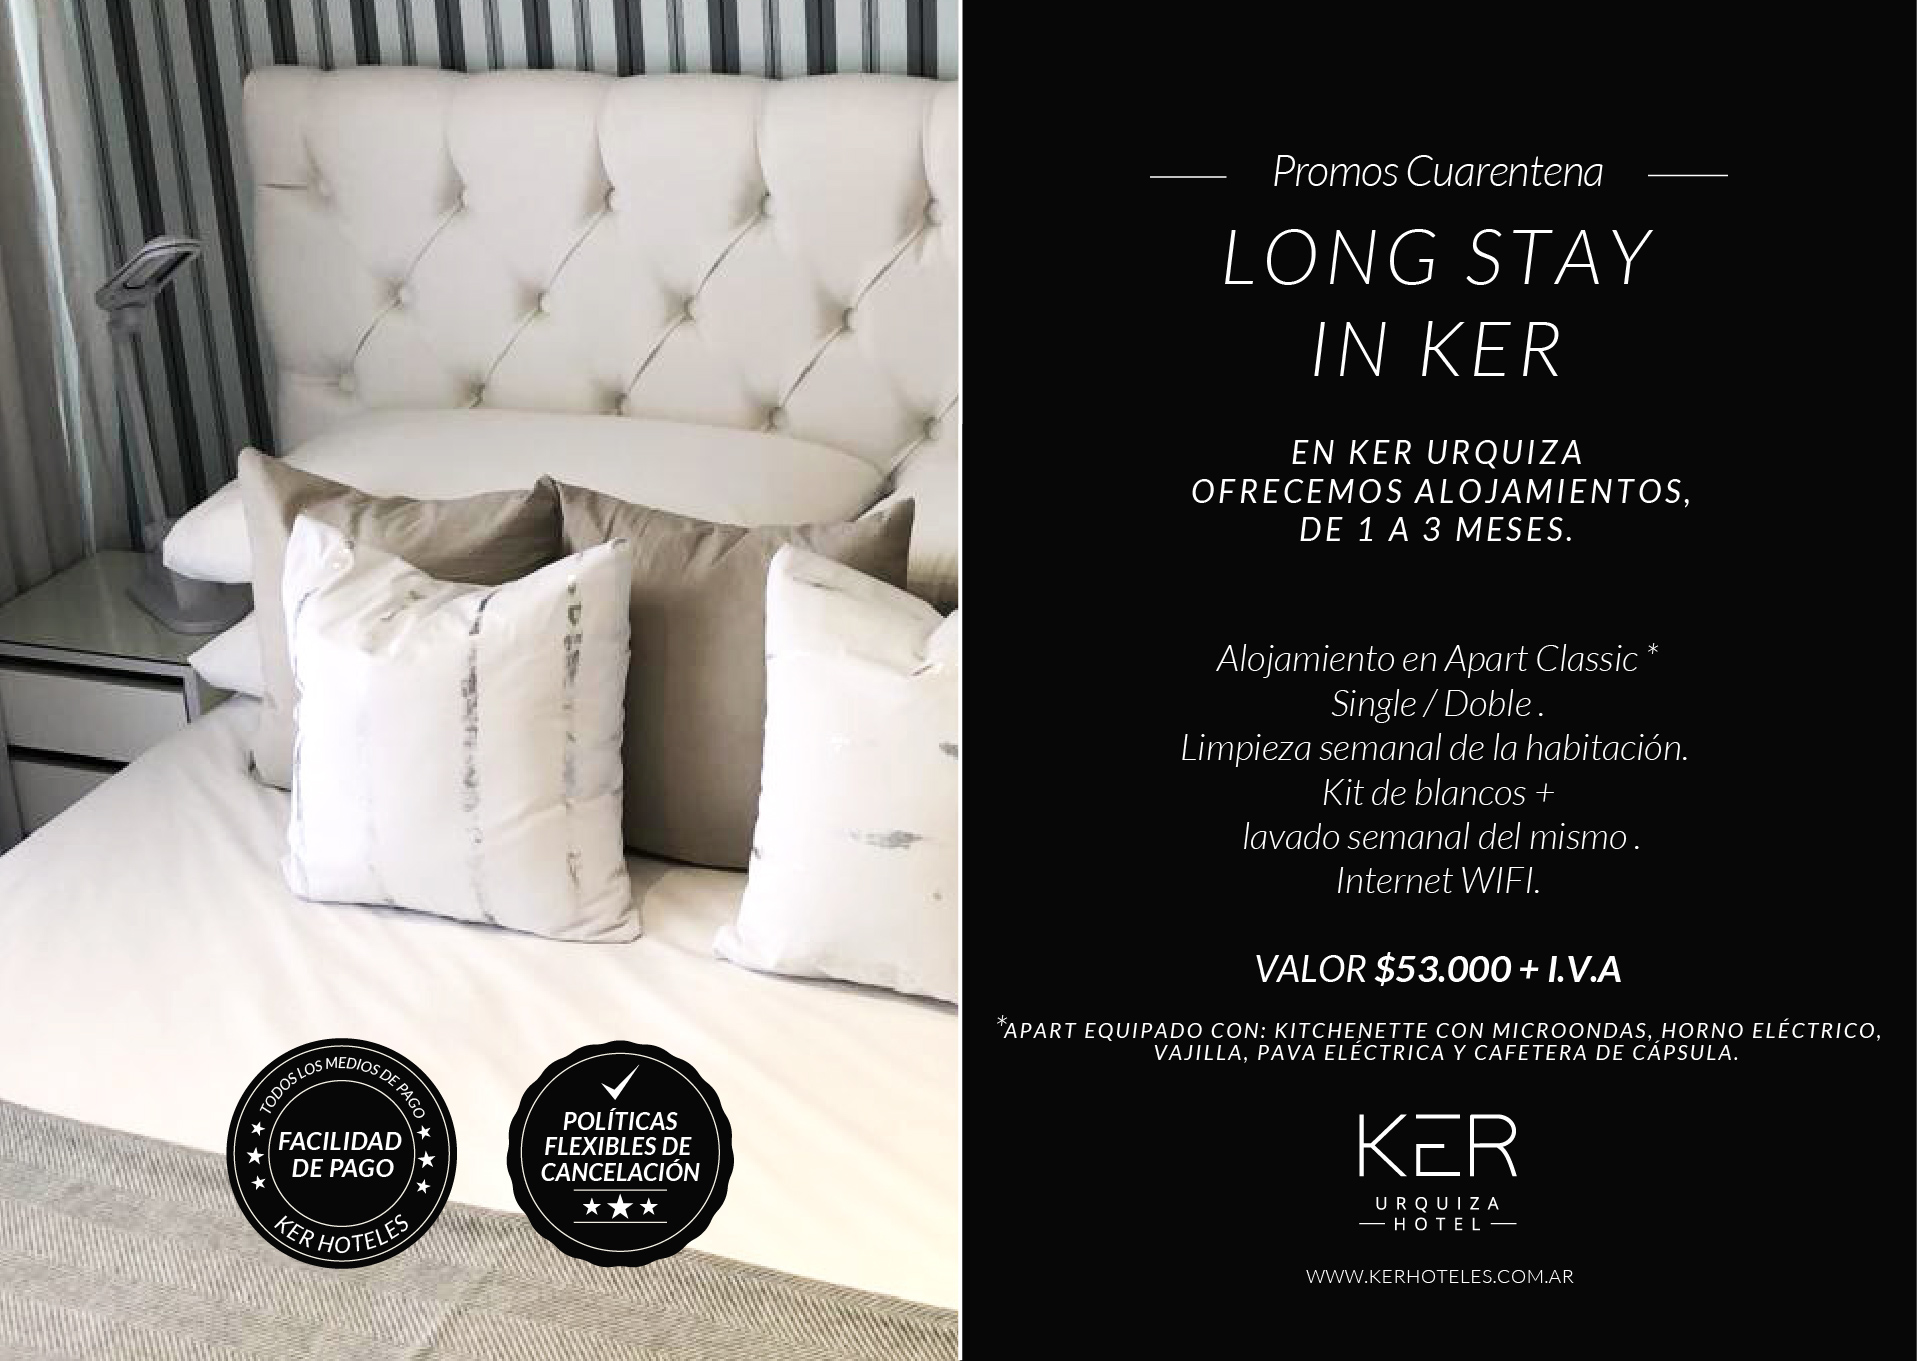 Promos Cuarentena
LONG STAY
IN KER
EN KER URQUIZA
OFRECEMOS ALOJAMIENTOS,
DE 1 A 3 MESES.
Alojamiento en Apart Classic *
Single / Doble .
Limpieza semanal de la habitación.
Kit de blancos +
lavado semanal del mismo .
Internet WIFI.
VALOR $53.000 + I.V.A
*APART EQUIPADO CON: KITCHENETTE CON MICROONDAS, HORNO ELÉCTRICO,
VAJILLA, PAVA ELÉCTRICA Y CAFETERA DE CÁPSULA.
KER
URQUIZA
HOTEL
WWW.KERHOTELES.COM.AR
TODOS LOS MEDIOS DE PAGO
FACILIDAD
DE PAGO
KER HOTELES
POLÍTICAS
FLEXIBLES DE
CANCELACIÓN